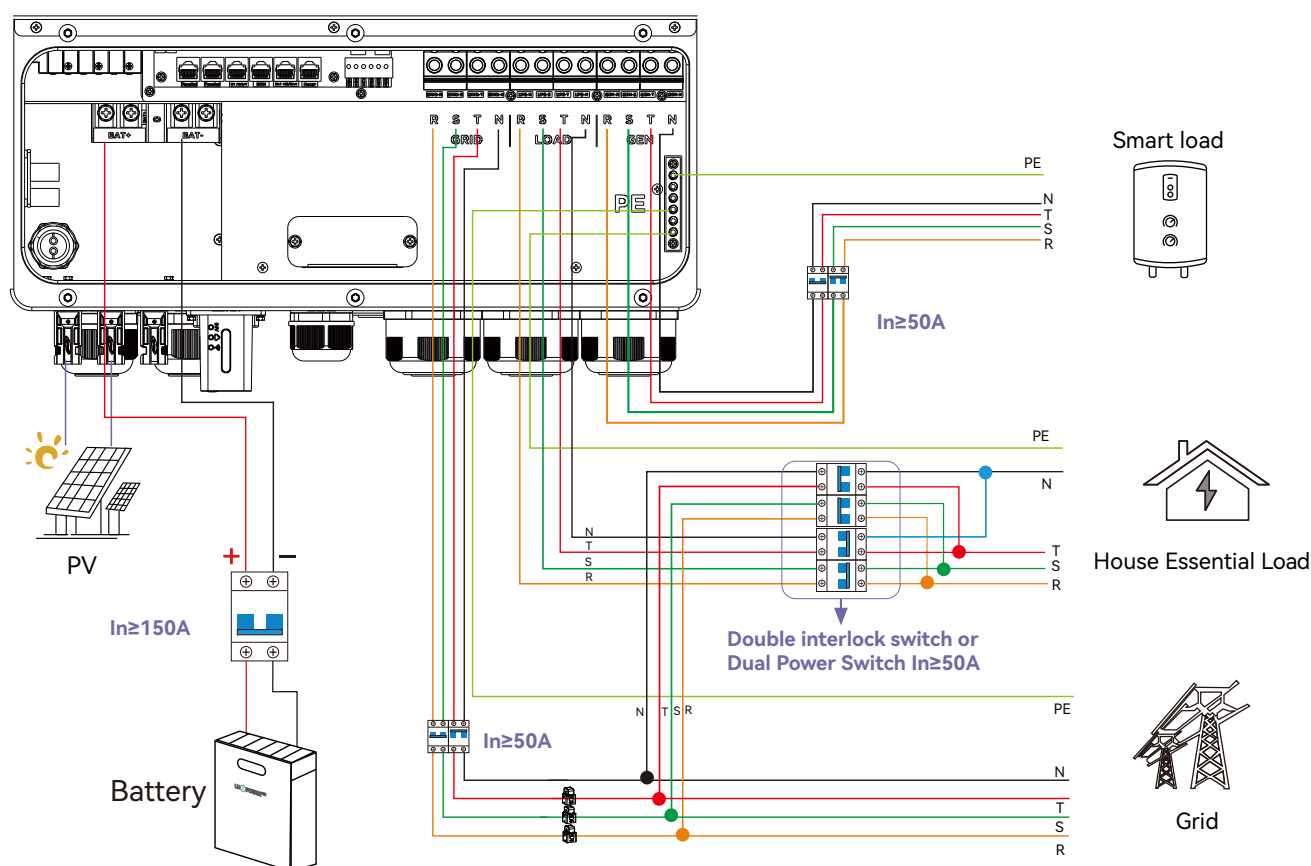 BAT+
BAT-
R S T N R S T N R S T N
GRID LOAD GEN
PE
PE
N
T
S
R
Smart load
In≥50A
PE
N
N
T
S
R
T
S
R
House Essential Load
Double interlock switch or
Dual Power Switch In≥50A
PV
+ −
In≥150A
Battery
In≥50A
N T S R
PE
N
T
S
R
Grid